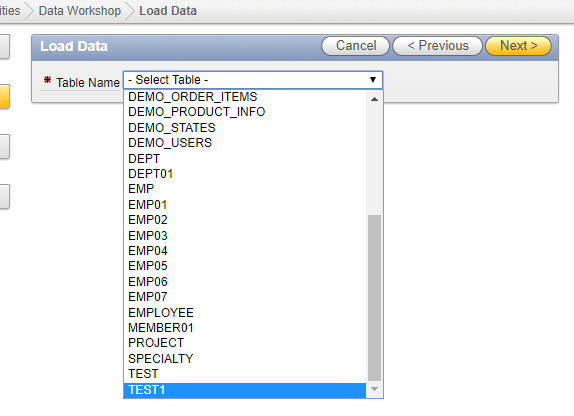 ities > Data Workshop > Load Data
Load Data
Cancel
< Previous
Next >
* Table Name
- Select Table -
DEMO_ORDER_ITEMS
DEMO_PRODUCT_INFO
DEMO_STATES
DEMO_USERS
DEPT
DEPT01
EMP
EMP01
EMP02
EMP03
EMP04
EMP05
EMP06
EMP07
EMPLOYEE
MEMBER01
PROJECT
SPECIALTY
TEST
TEST1